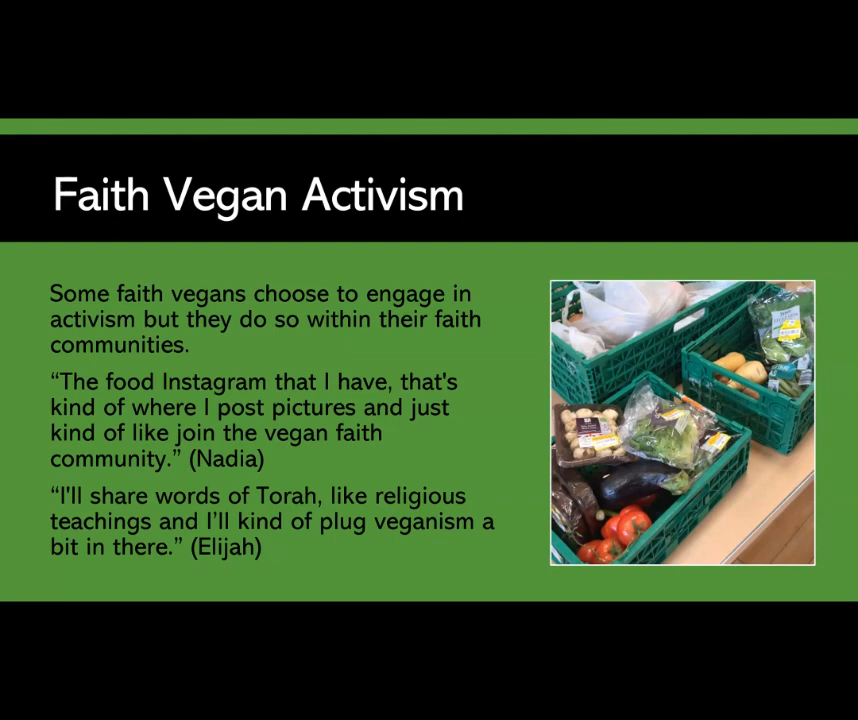 Faith Vegan Activism
Some faith vegans choose to engage in
activism but they do so within their faith
communities.
“The food Instagram that I have, that's
kind of where I post pictures and just
kind of like join the vegan faith
community.” (Nadia)
“I'll share words of Torah, like religious
teachings and I’ll kind of plug veganism a
bit in there.” (Elijah)